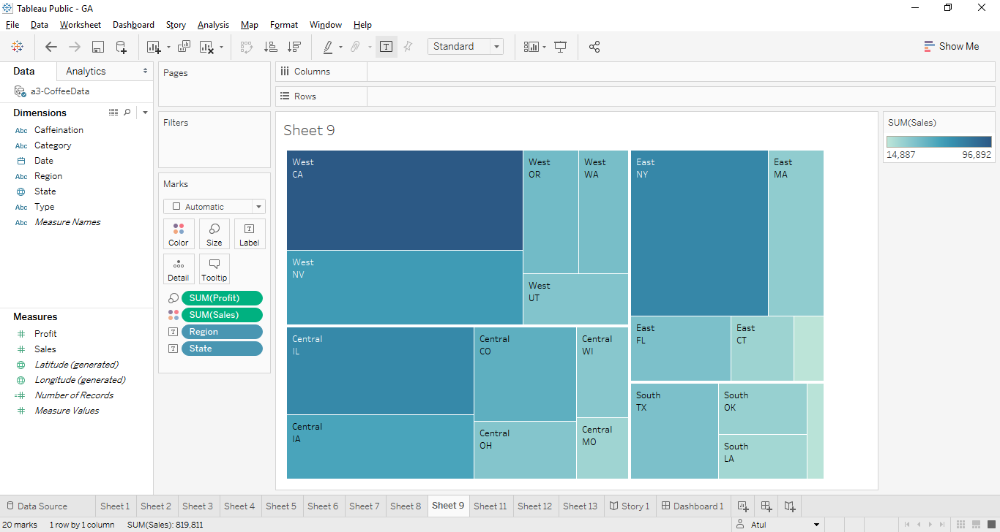 Tableau Public - GA
File Data Worksheet Dashboard Story Analysis Map Format Window Help
Standard
Show Me
Data Analytics
a3-CoffeeData
Dimensions
Abc Caffeination
Abc Category
Date
Abc Region
State
Abc Type
Abc Measure Names
Measures
Profit
Sales
Latitude (generated)
Longitude (generated)
Number of Records
Measure Values
Pages
Filters
Marks
Automatic
Color Size T Label
Detail Tooltip
SUM(Profit)
SUM(Sales)
T Region
T State
Columns
Rows
Sheet 9
West
CA
West
OR
West
WA
West
NV
West
UT
East
NY
East
MA
East
FL
East
CT
Central
IL
Central
CO
Central
WI
Central
IA
Central
OH
Central
MO
South
TX
South
OK
South
LA
SUM(Sales)
14,887 96,892
Data Source Sheet 1 Sheet 2 Sheet 3 Sheet 4 Sheet 5 Sheet 6 Sheet 7 Sheet 8 Sheet 9 Sheet 11 Sheet 12 Sheet 13 Story 1 Dashboard 1
20 marks 1 row by 1 column SUM(Sales): 819,811 Atul